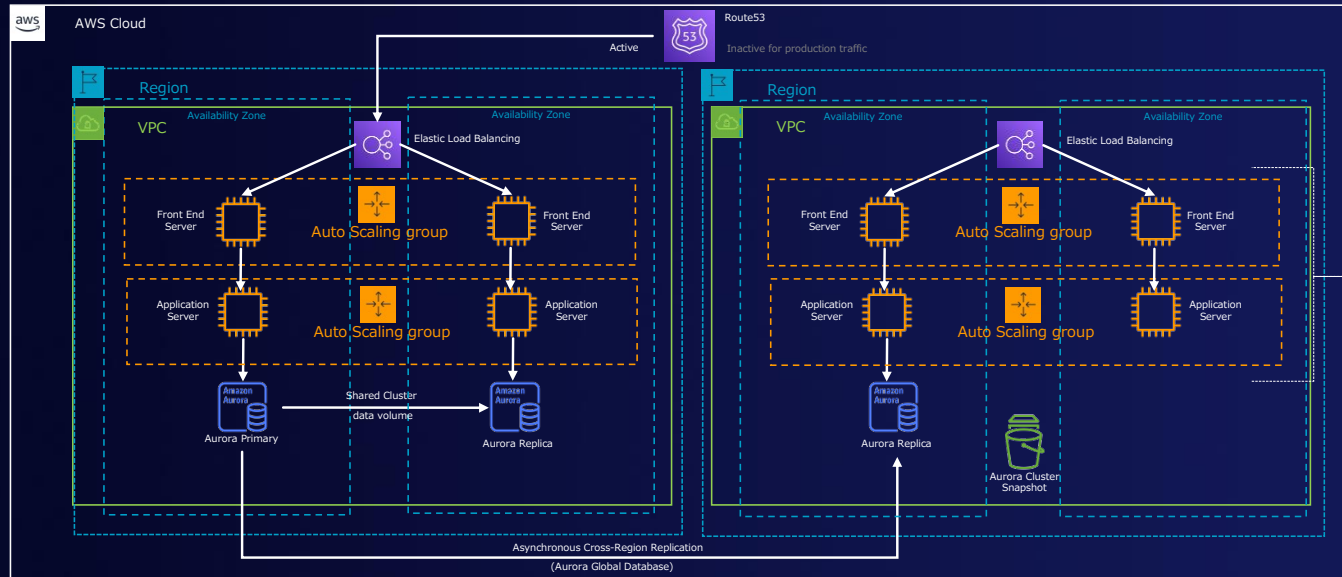 aws
AWS Cloud
Route53
53
Active
Inactive for production traffic
Region
Availability Zone
Availability Zone
VPC
Elastic Load Balancing
Front End
Server
Front End
Server
Auto Scaling group
Application
Server
Application
Server
Auto Scaling group
Amazon
Aurora
Shared Cluster
data volume
Amazon
Aurora
Aurora Primary
Aurora Replica
Region
Availability Zone
Availability Zone
VPC
Elastic Load Balancing
Front End
Server
Front End
Server
Auto Scaling group
Application
Server
Application
Server
Auto Scaling group
Amazon
Aurora
Aurora Replica
Aurora Cluster
Snapshot
Asynchronous Cross-Region Replication
(Aurora Global Database)